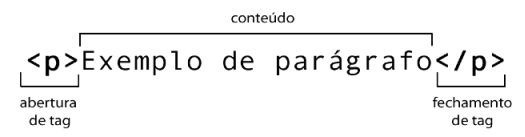 conteúdo
<p>Exemplo de parágrafo</p>
abertura
de tag
fechamento
de tag